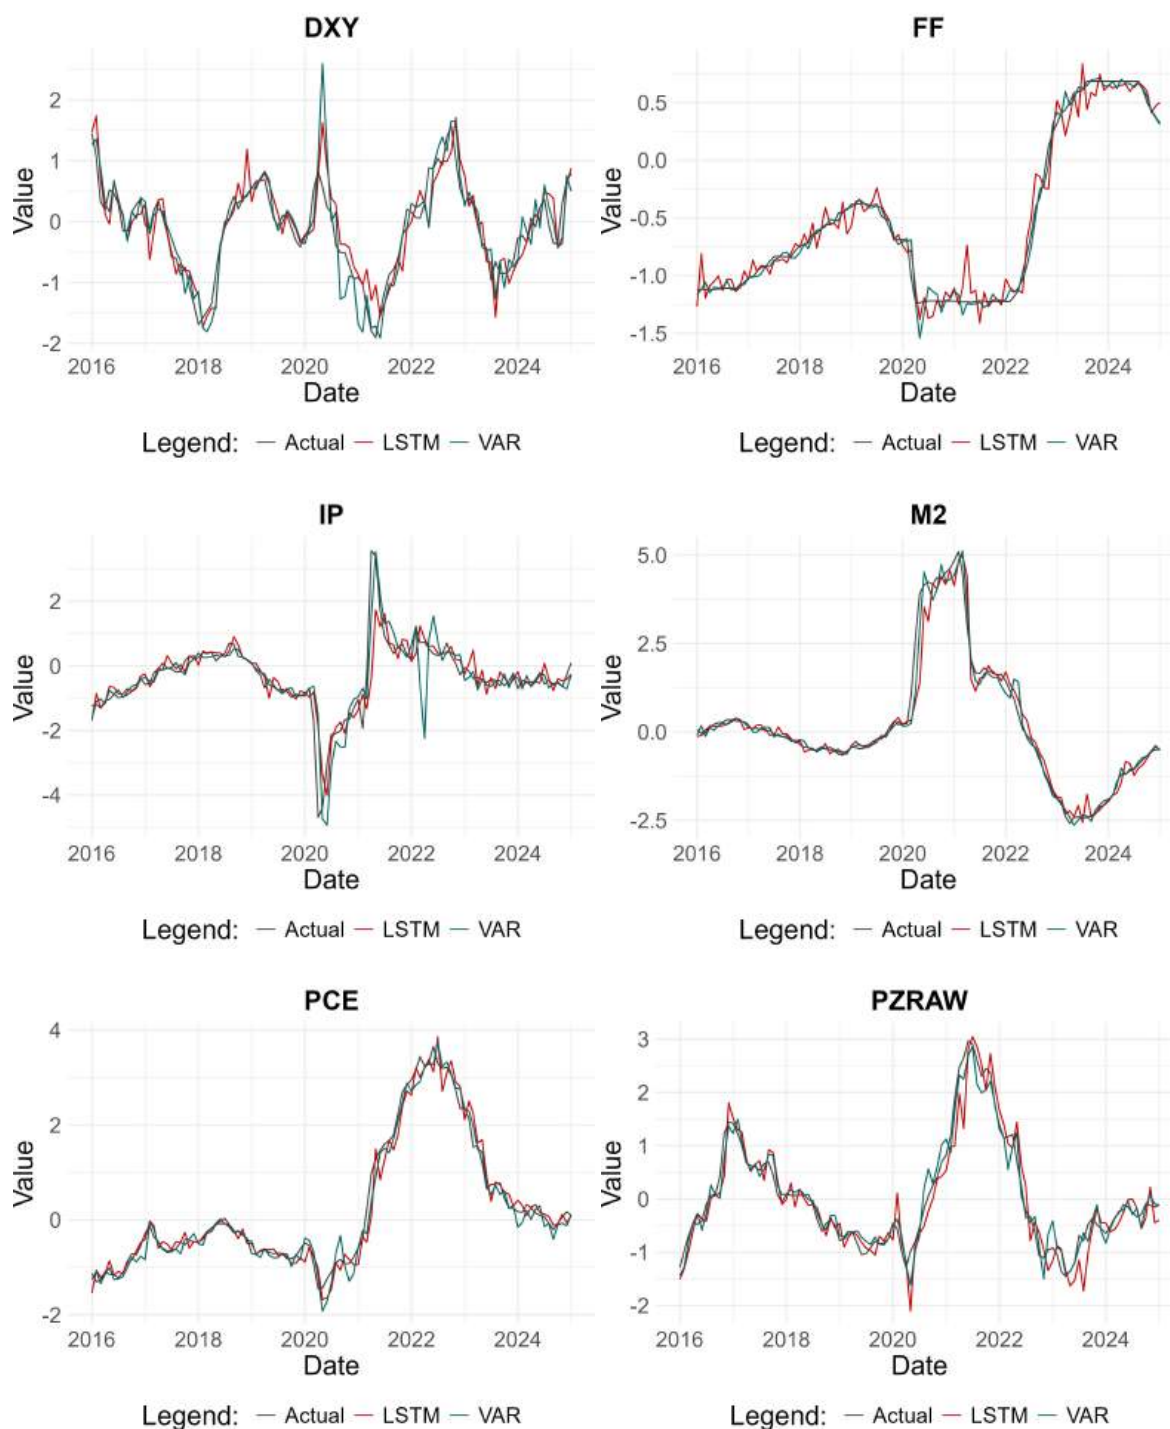 DXY
FF
Value
2
1
0
-1
-2
2016 2018 2020 2022 2024
Date
Legend: Actual LSTM VAR
Value
0.5
0.0
-0.5
-1.0
-1.5
2016 2018 2020 2022 2024
Date
Legend: Actual LSTM VAR
IP
M2
Value
2
0
-2
-4
2016 2018 2020 2022 2024
Date
Legend: Actual LSTM VAR
Value
5.0
2.5
0.0
-2.5
2016 2018 2020 2022 2024
Date
Legend: Actual LSTM VAR
PCE
PZRAW
Value
4
2
0
-2
2016 2018 2020 2022 2024
Date
Legend: Actual LSTM VAR
Value
3
2
1
0
-1
-2
2016 2018 2020 2022 2024
Date
Legend: Actual LSTM VAR